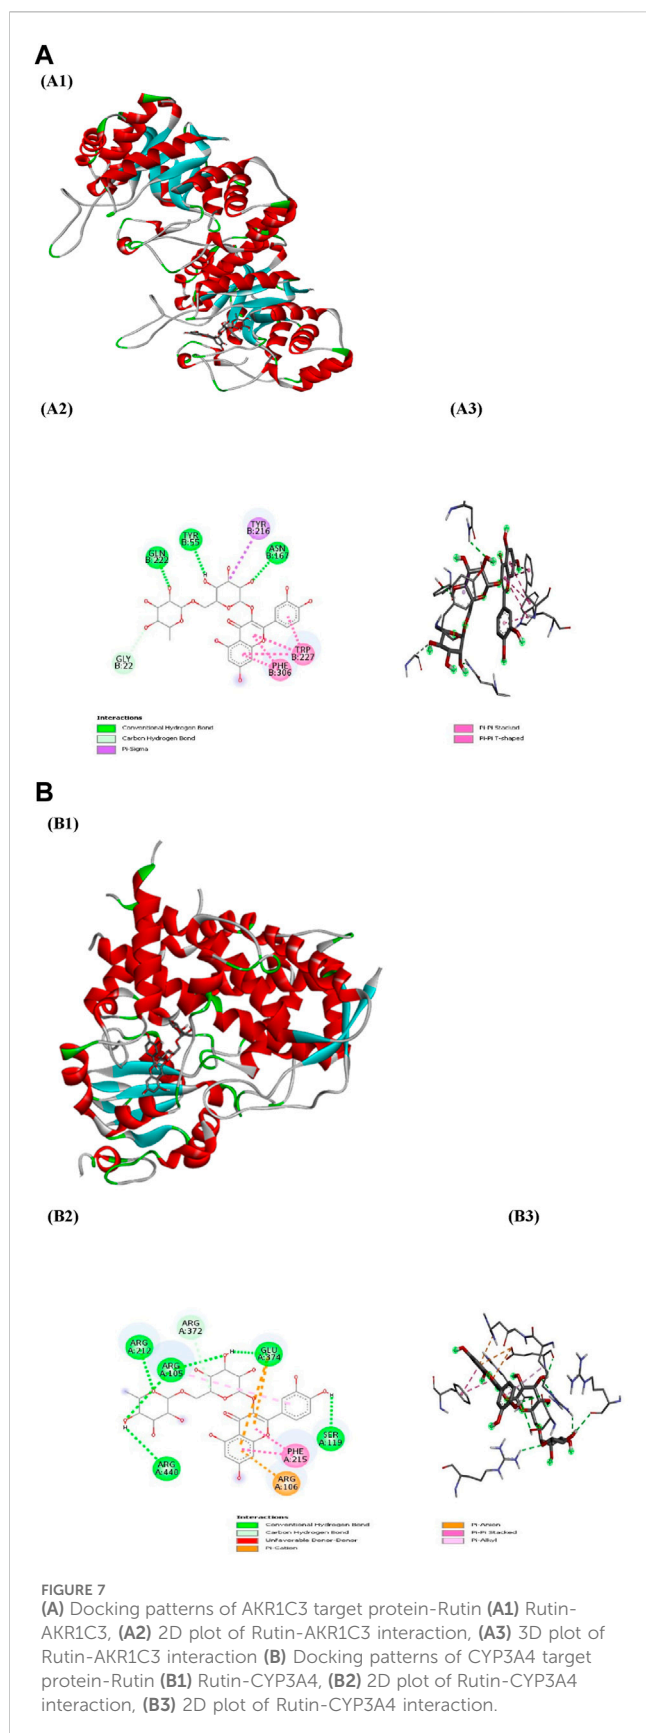 A
(A1)
(A2)
(A3)
TYR
B:216
TYR
B:55
ASN
B:167
GLN
B:222
GLY
B:22
TRP
B:227
PHE
B:306
Interactions
Conventional Hydrogen Bond
Carbon Hydrogen Bond
Pi-Sigma
Pi-Pi Stacked
Pi-Pi T-shaped
B
(B1)
(B2)
(B3)
ARG
A:372
ARG
A:212
GLU
A:374
ARG
A:105
SER
A:119
PHE
A:215
ARG
A:440
ARG
A:106
Interactions
Conventional Hydrogen Bond
Carbon Hydrogen Bond
Unfavorable Donor-Donor
Pi-Cation
Pi-Anion
Pi-Pi Stacked
Pi-Alkyl
FIGURE 7
(A) Docking patterns of AKR1C3 target protein-Rutin (A1) Rutin-
AKR1C3, (A2) 2D plot of Rutin-AKR1C3 interaction, (A3) 3D plot of
Rutin-AKR1C3 interaction (B) Docking patterns of CYP3A4 target
protein-Rutin (B1) Rutin-CYP3A4, (B2) 2D plot of Rutin-CYP3A4
interaction, (B3) 2D plot of Rutin-CYP3A4 interaction.